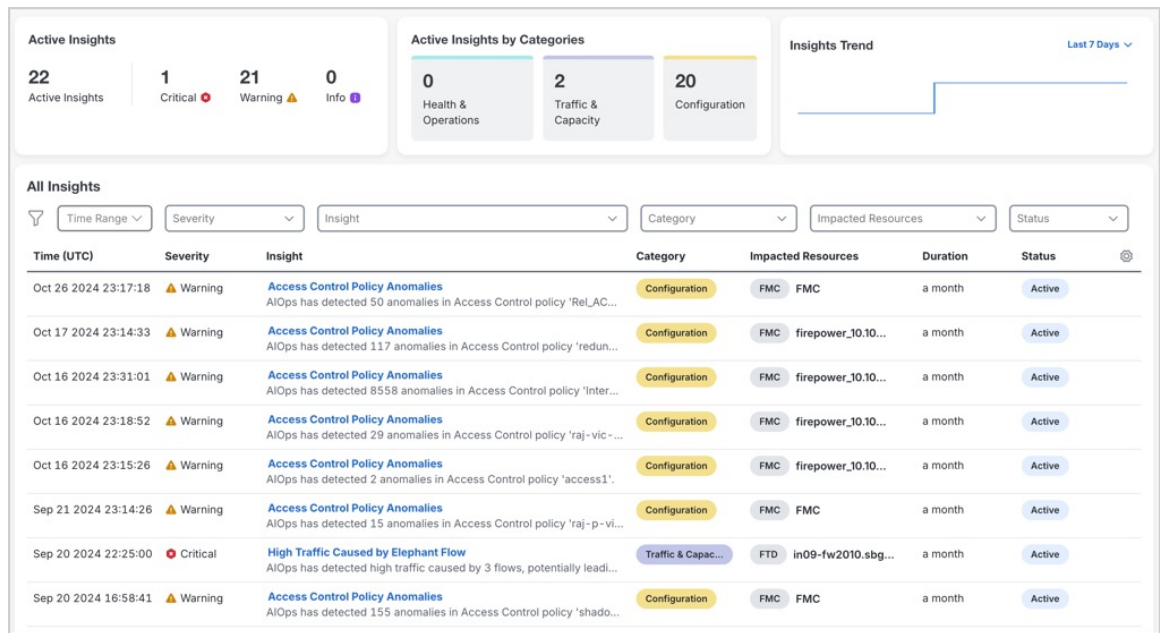 Active Insights
22
Active Insights
1
Critical
21
Warning
0
Info
Active Insights by Categories
0
Health &
Operations
2
Traffic &
Capacity
20
Configuration
Insights Trend
Last 7 Days
All Insights
Time Range
Severity
Insight
Category
Impacted Resources
Status
Time (UTC) Severity Insight Category Impacted Resources Duration Status
Oct 26 2024 23:17:18 Warning Access Control Policy Anomalies Configuration FMC FMC a month Active
AIOps has detected 50 anomalies in Access Control policy 'Rel_AC...
Oct 17 2024 23:14:33 Warning Access Control Policy Anomalies Configuration FMC firepower_10.10... a month Active
AIOps has detected 117 anomalies in Access Control policy 'redun...
Oct 16 2024 23:31:01 Warning Access Control Policy Anomalies Configuration FMC firepower_10.10... a month Active
AIOps has detected 8558 anomalies in Access Control policy 'Inter...
Oct 16 2024 23:18:52 Warning Access Control Policy Anomalies Configuration FMC firepower_10.10... a month Active
AIOps has detected 29 anomalies in Access Control policy 'raj-vic-...
Oct 16 2024 23:15:26 Warning Access Control Policy Anomalies Configuration FMC firepower_10.10... a month Active
AIOps has detected 2 anomalies in Access Control policy 'access1'.
Sep 21 2024 23:14:26 Warning Access Control Policy Anomalies Configuration FMC FMC a month Active
AIOps has detected 15 anomalies in Access Control policy 'raj-p-vi...
Sep 20 2024 22:25:00 Critical High Traffic Caused by Elephant Flow Traffic & Capac... FTD in09-fw2010.sbg... a month Active
AIOps has detected high traffic caused by 3 flows, potentially leadi...
Sep 20 2024 16:58:41 Warning Access Control Policy Anomalies Configuration FMC FMC a month Active
AIOps has detected 155 anomalies in Access Control policy 'shado...